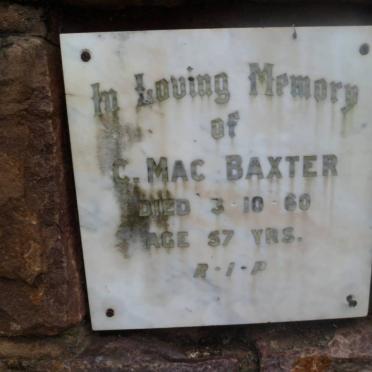 In Loving Memory
of
C. MAC BAXTER
DIED 3·10·60
AGE 57 YRS.
R·I·P